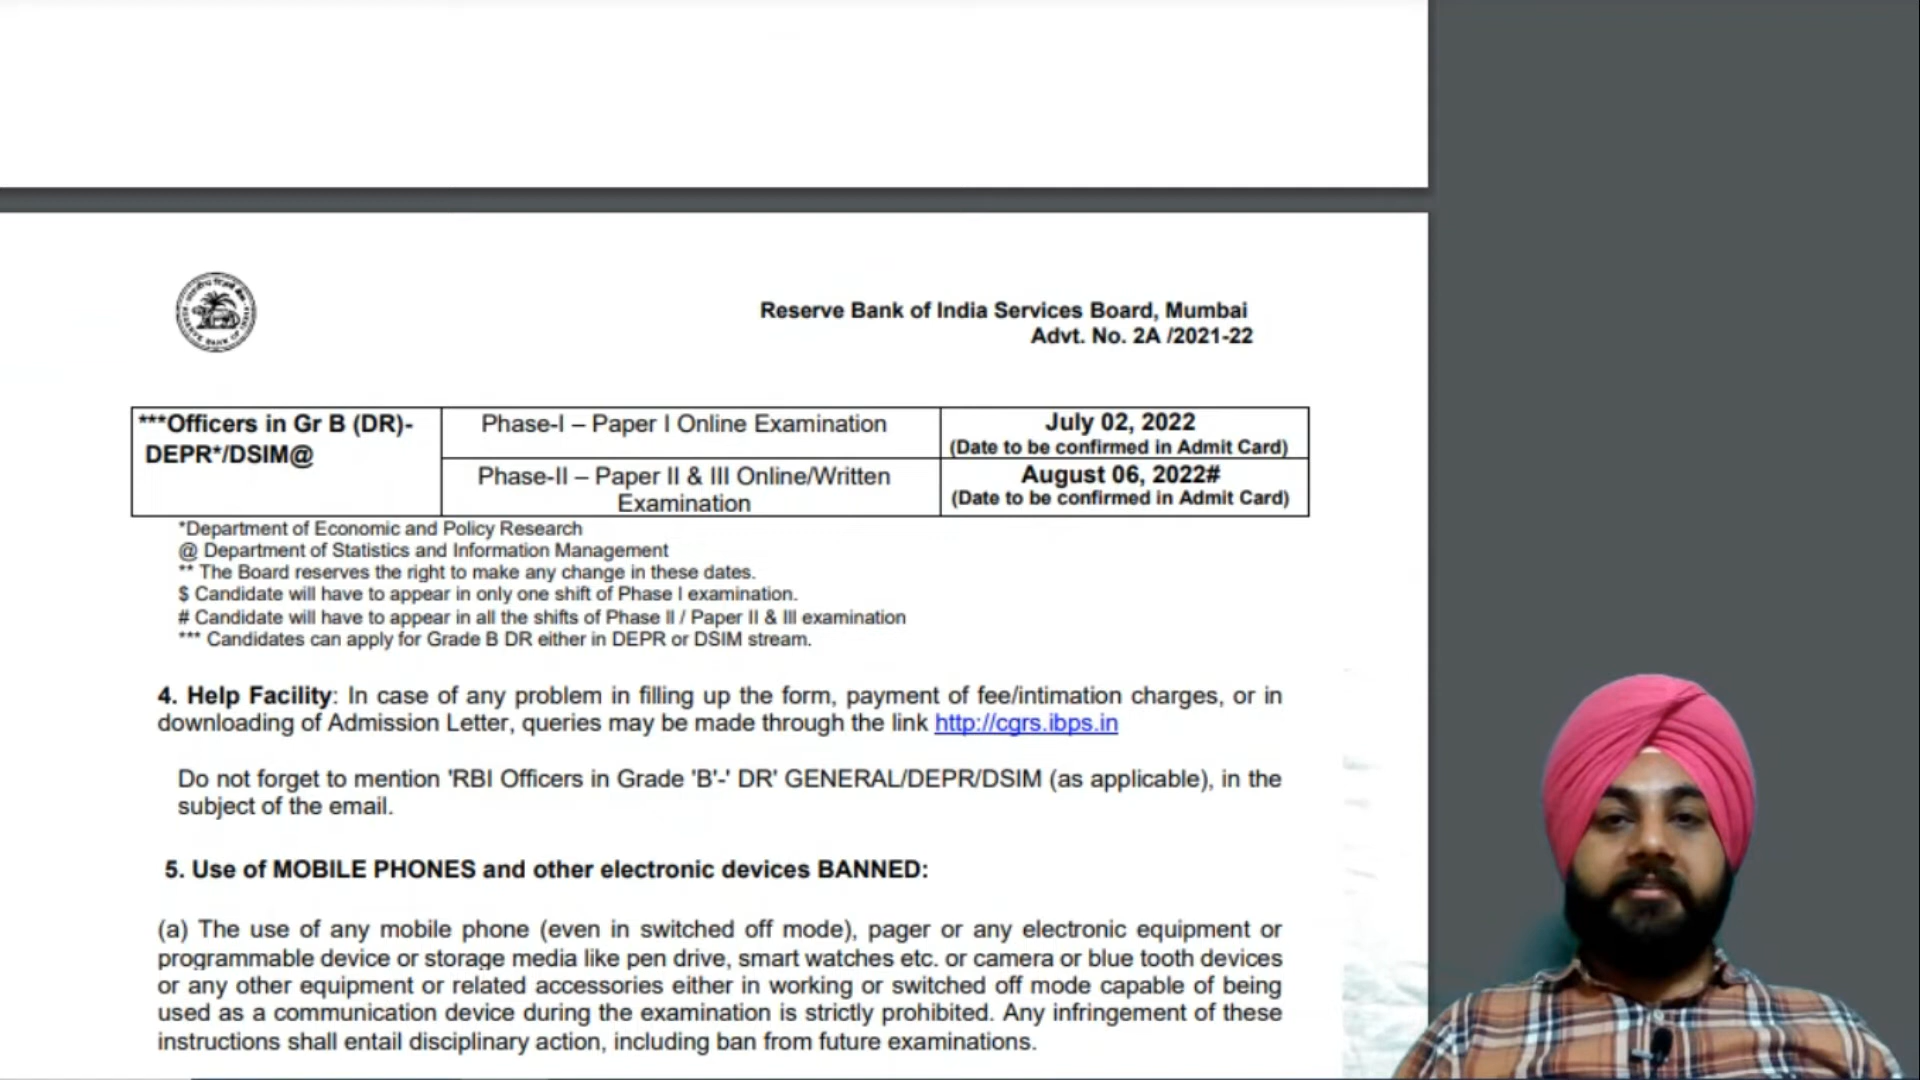 Reserve Bank of India Services Board, Mumbai
Advt. No. 2A /2021-22
***Officers in Gr B (DR)-
DEPR*/DSIM@
Phase-I – Paper I Online Examination
July 02, 2022
(Date to be confirmed in Admit Card)
Phase-II – Paper II & III Online/Written
Examination
August 06, 2022#
(Date to be confirmed in Admit Card)
*Department of Economic and Policy Research
@ Department of Statistics and Information Management
** The Board reserves the right to make any change in these dates.
$ Candidate will have to appear in only one shift of Phase I examination.
# Candidate will have to appear in all the shifts of Phase II / Paper II & III examination
*** Candidates can apply for Grade B DR either in DEPR or DSIM stream.
4. Help Facility: In case of any problem in filling up the form, payment of fee/intimation charges, or in
downloading of Admission Letter, queries may be made through the link http://cgrs.ibps.in
Do not forget to mention 'RBI Officers in Grade 'B'-' DR' GENERAL/DEPR/DSIM (as applicable), in the
subject of the email.
5. Use of MOBILE PHONES and other electronic devices BANNED:
(a) The use of any mobile phone (even in switched off mode), pager or any electronic equipment or
programmable device or storage media like pen drive, smart watches etc. or camera or blue tooth devices
or any other equipment or related accessories either in working or switched off mode capable of being
used as a communication device during the examination is strictly prohibited. Any infringement of these
instructions shall entail disciplinary action, including ban from future examinations.